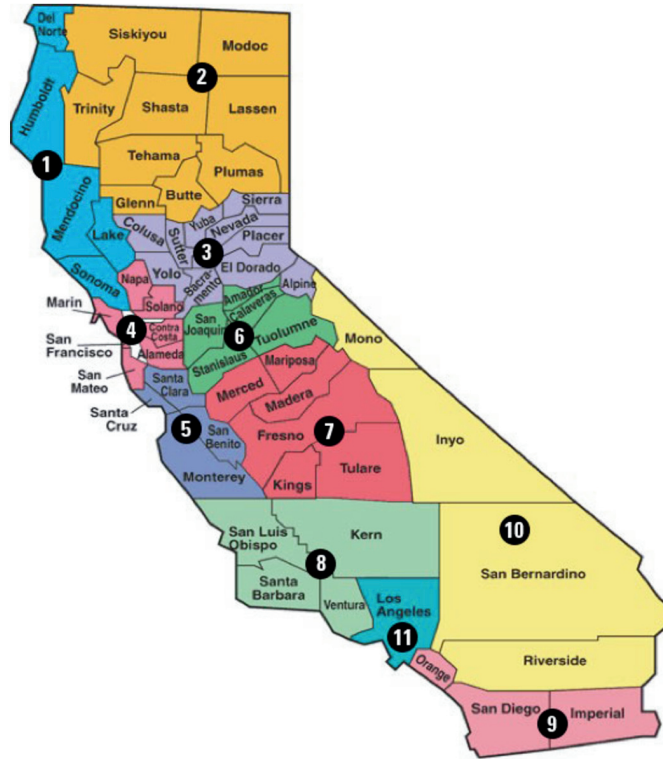 Del
Norte
Siskiyou
Modoc
2
Humboldt
Trinity
Shasta
Lassen
1
Tehama
Plumas
Mendocino
Glenn
Butte
Sierra
Lake
Colusa
Sutter
Yuba
Nevada
3
Placer
Sonoma
Napa
Yolo
Sacra-
mento
El Dorado
Solano
Amador
Alpine
Marin
4
Contra
Costa
San
Joaquin
Calaveras
6
Tuolumne
Mono
San
Francisco
Alameda
Stanislaus
Mariposa
San
Mateo
Santa
Clara
Merced
Madera
Santa
Cruz
5
San
Benito
Fresno
7
Inyo
Monterey
Kings
Tulare
10
San Luis
Obispo
Kern
8
San Bernardino
Santa
Barbara
Ventura
Los
Angeles
11
Orange
Riverside
San Diego
9
Imperial